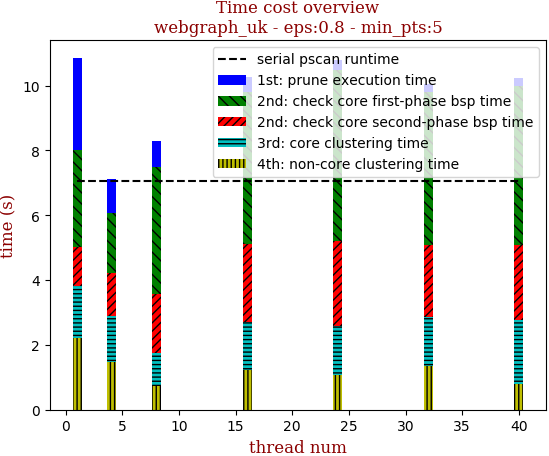 Time cost overview
webgraph_uk - eps:0.8 - min_pts:5
serial pscan runtime
1st: prune execution time
2nd: check core first-phase bsp time
2nd: check core second-phase bsp time
3rd: core clustering time
4th: non-core clustering time
time (s)
10
8
6
4
2
0
0 5 10 15 20 25 30 35 40
thread num